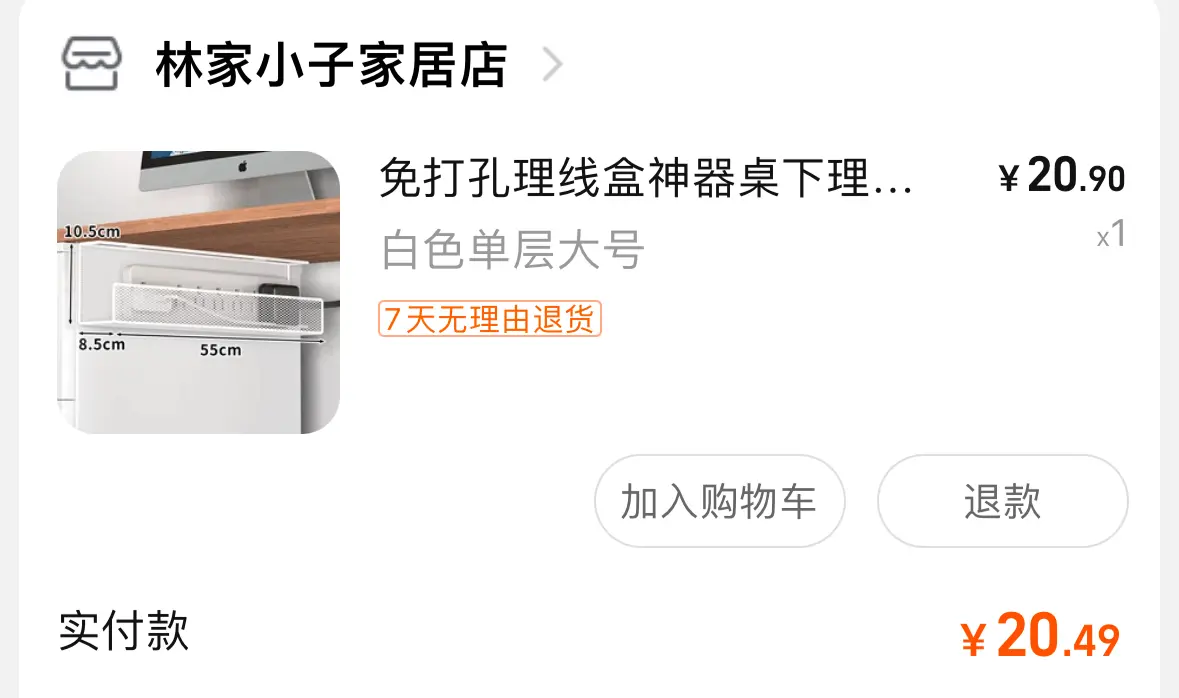 林家小子家居店
免打孔理线盒神器桌下理...
¥20.90
白色单层大号
x1
7天无理由退货
10.5cm
8.5cm
55cm
加入购物车
退款
实付款
¥20.49